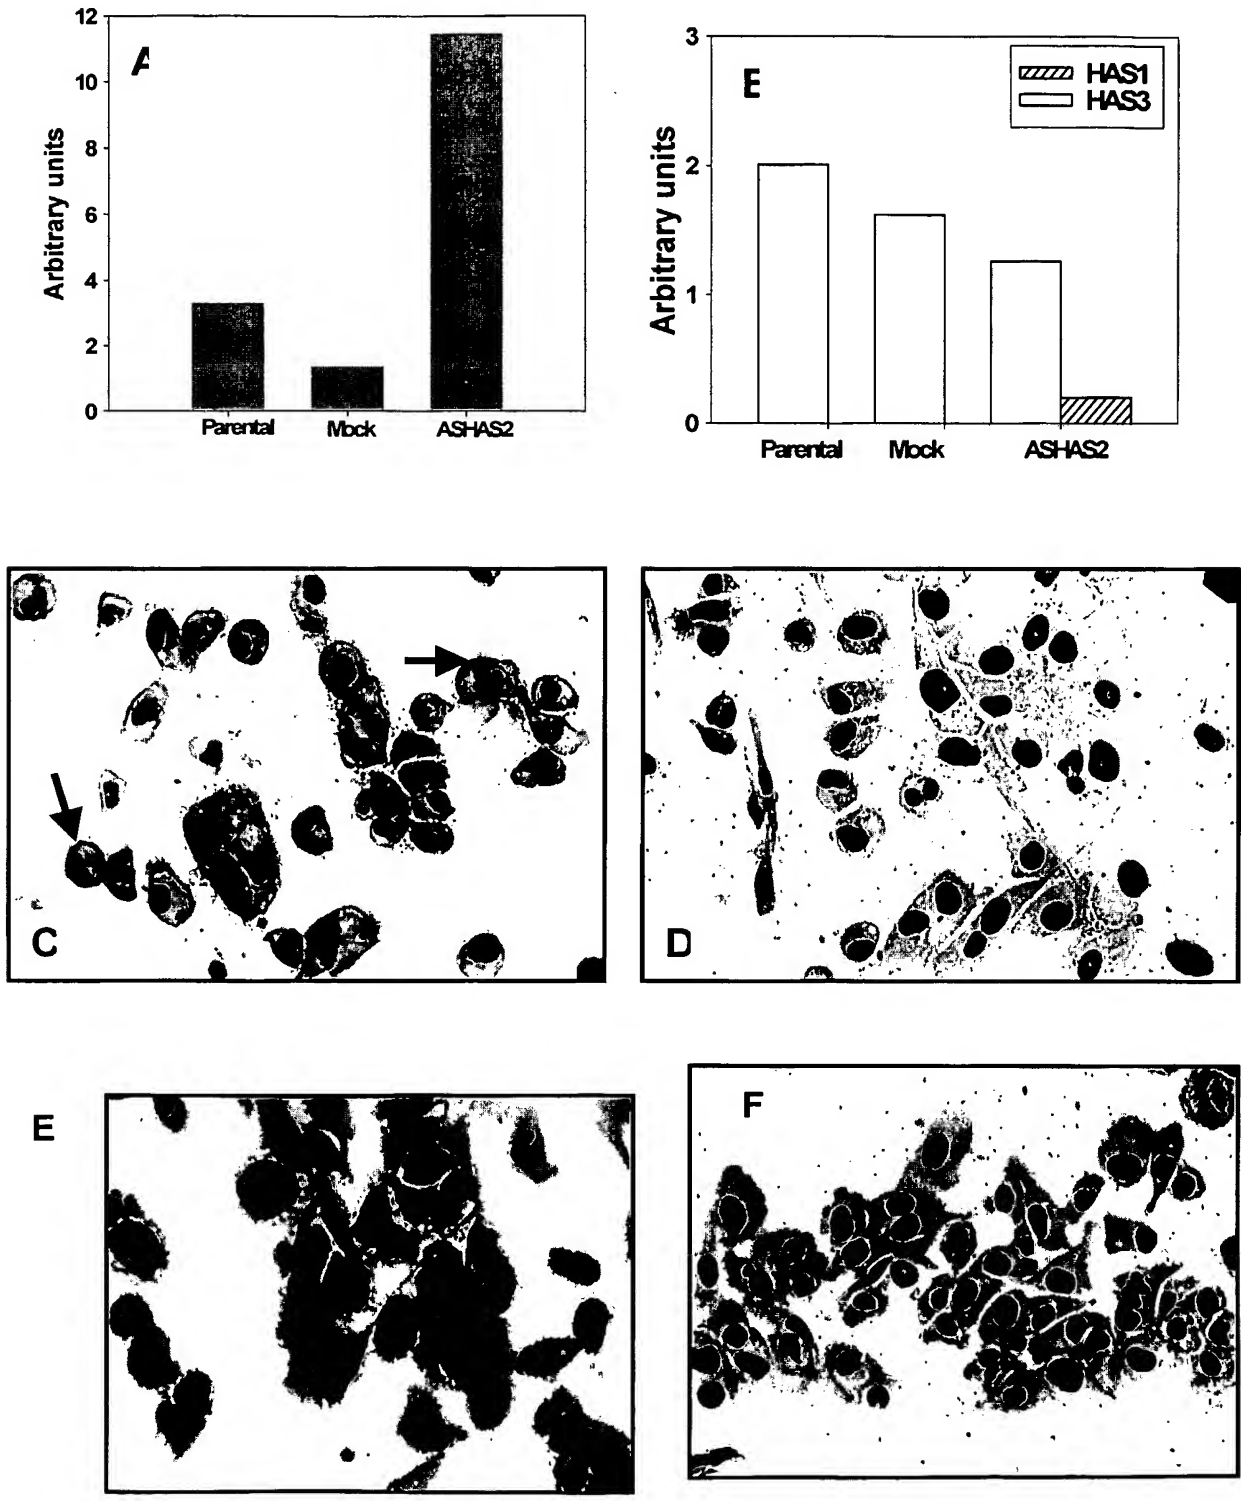 A
12
10
8
6
4
2
0
Arbitrary units
Parental Mock ASHAS2
E
3
2
1
0
Arbitrary units
HAS1
HAS3
Parental Mock ASHAS2
C
D
E
F